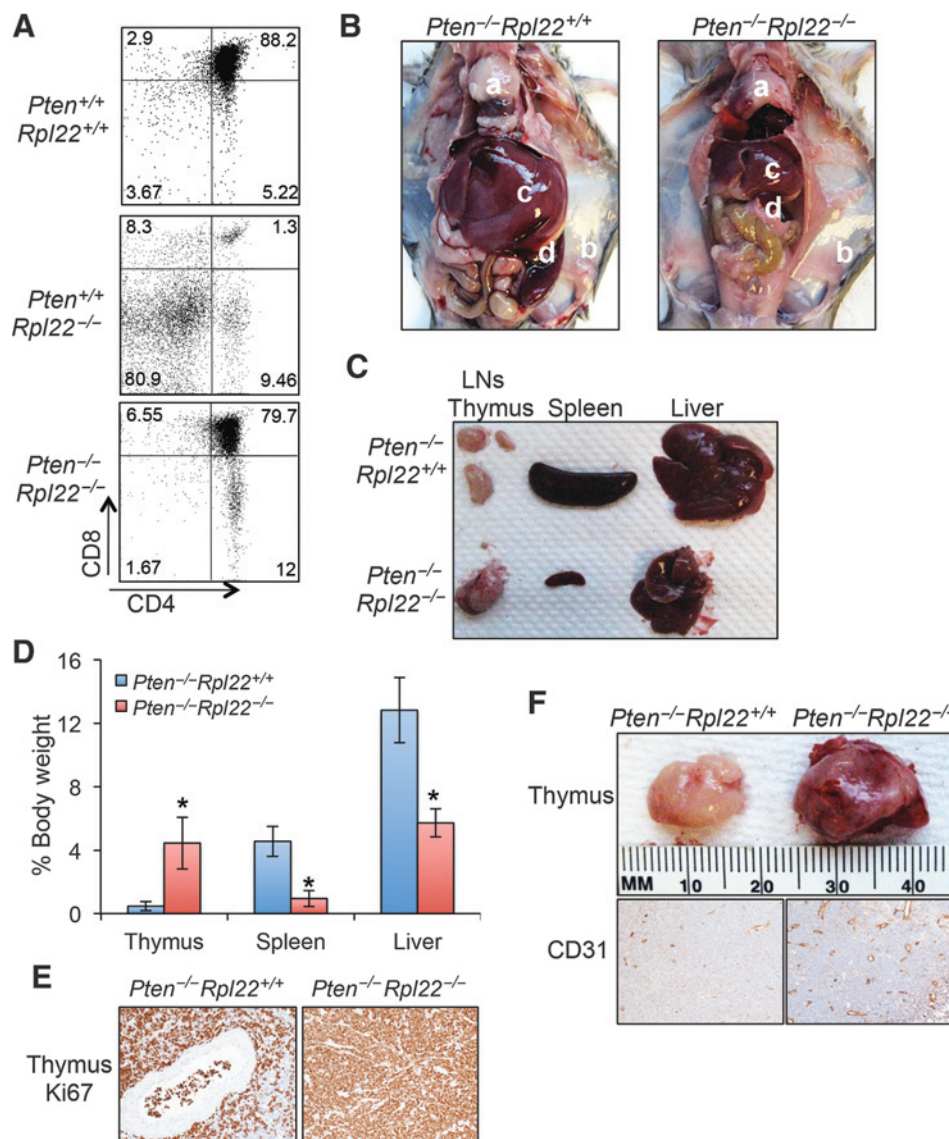 A
2.9 88.2
Pten+/+
Rpl22+/+
3.67 5.22
8.3 1.3
Pten+/+
Rpl22−/−
80.9 9.46
6.55 79.7
Pten−/−
Rpl22−/−
1.67 12
CD8
CD4
B
Pten−/−Rpl22+/+ Pten−/−Rpl22−/−
a
c
d b
a
c
d
b
C
LNs
Thymus Spleen Liver
Pten−/−
Rpl22+/+
Pten−/−
Rpl22−/−
D
16
12
8
4
0
% Body weight
Pten−/−Rpl22+/+
Pten−/−Rpl22−/−
* * *
Thymus Spleen Liver
E
Pten−/−Rpl22+/+ Pten−/−Rpl22−/−
Thymus
Ki67
F
Pten−/−Rpl22+/+ Pten−/−Rpl22−/−
Thymus
MM 10 20 30 40
CD31